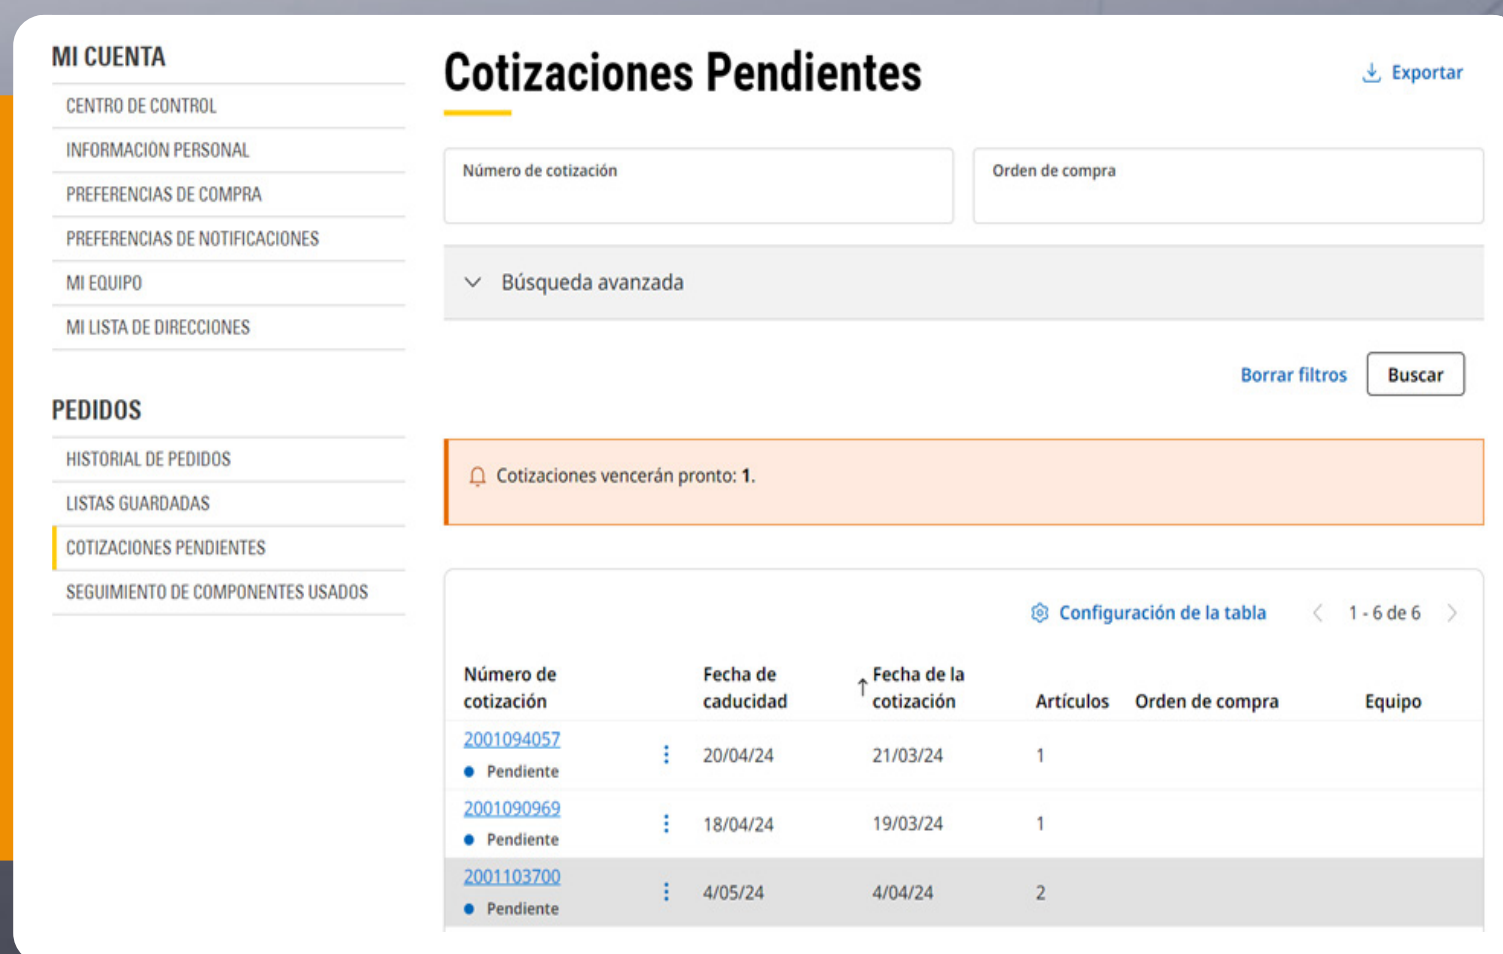 MI CUENTA
CENTRO DE CONTROL
INFORMACIÓN PERSONAL
PREFERENCIAS DE COMPRA
PREFERENCIAS DE NOTIFICACIONES
MI EQUIPO
MI LISTA DE DIRECCIONES
PEDIDOS
HISTORIAL DE PEDIDOS
LISTAS GUARDADAS
COTIZACIONES PENDIENTES
SEGUIMIENTO DE COMPONENTES USADOS
Cotizaciones Pendientes
Exportar
Número de cotización
Orden de compra
Búsqueda avanzada
Borrar filtros
Buscar
Cotizaciones vencerán pronto: 1.
Configuración de la tabla
1 - 6 de 6
Número de cotización
Fecha de caducidad
Fecha de la cotización
Artículos
Orden de compra
Equipo
2001094057 20/04/24 21/03/24 1
Pendiente
2001090969 18/04/24 19/03/24 1
Pendiente
2001103700 4/05/24 4/04/24 2
Pendiente